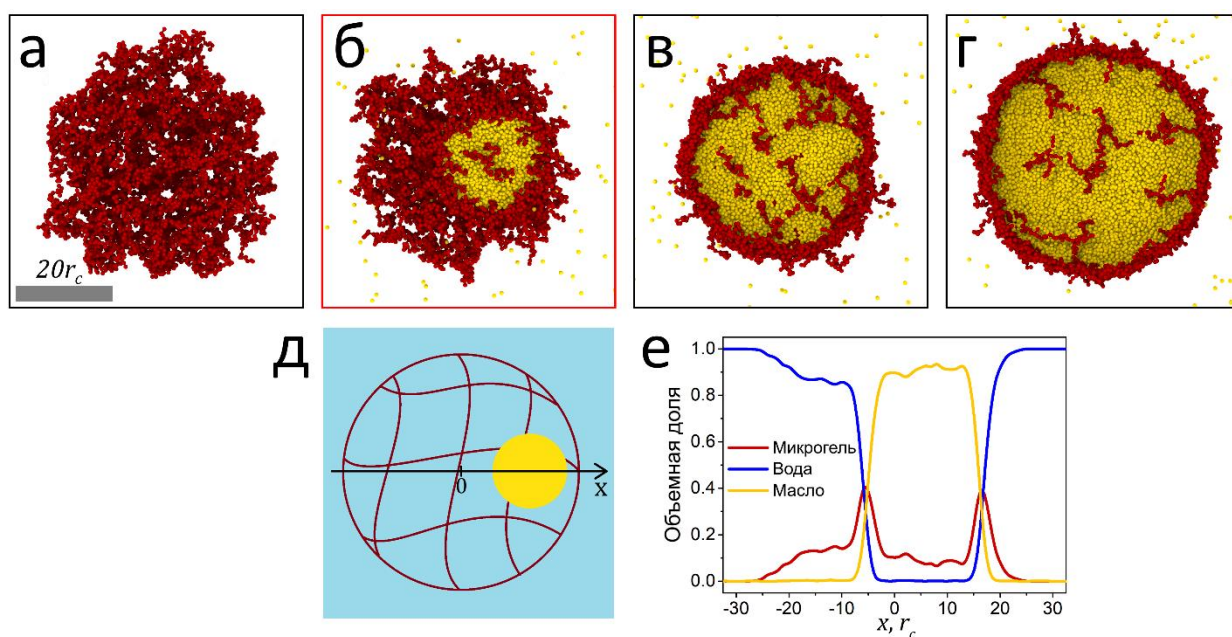 а
б
в
г
20r_c
д
0
x
е
Объемная доля
1.0
0.8
0.6
0.4
0.2
0.0
Микрогель
Вода
Масло
-30 -20 -10 0 10 20 30
x, r_c